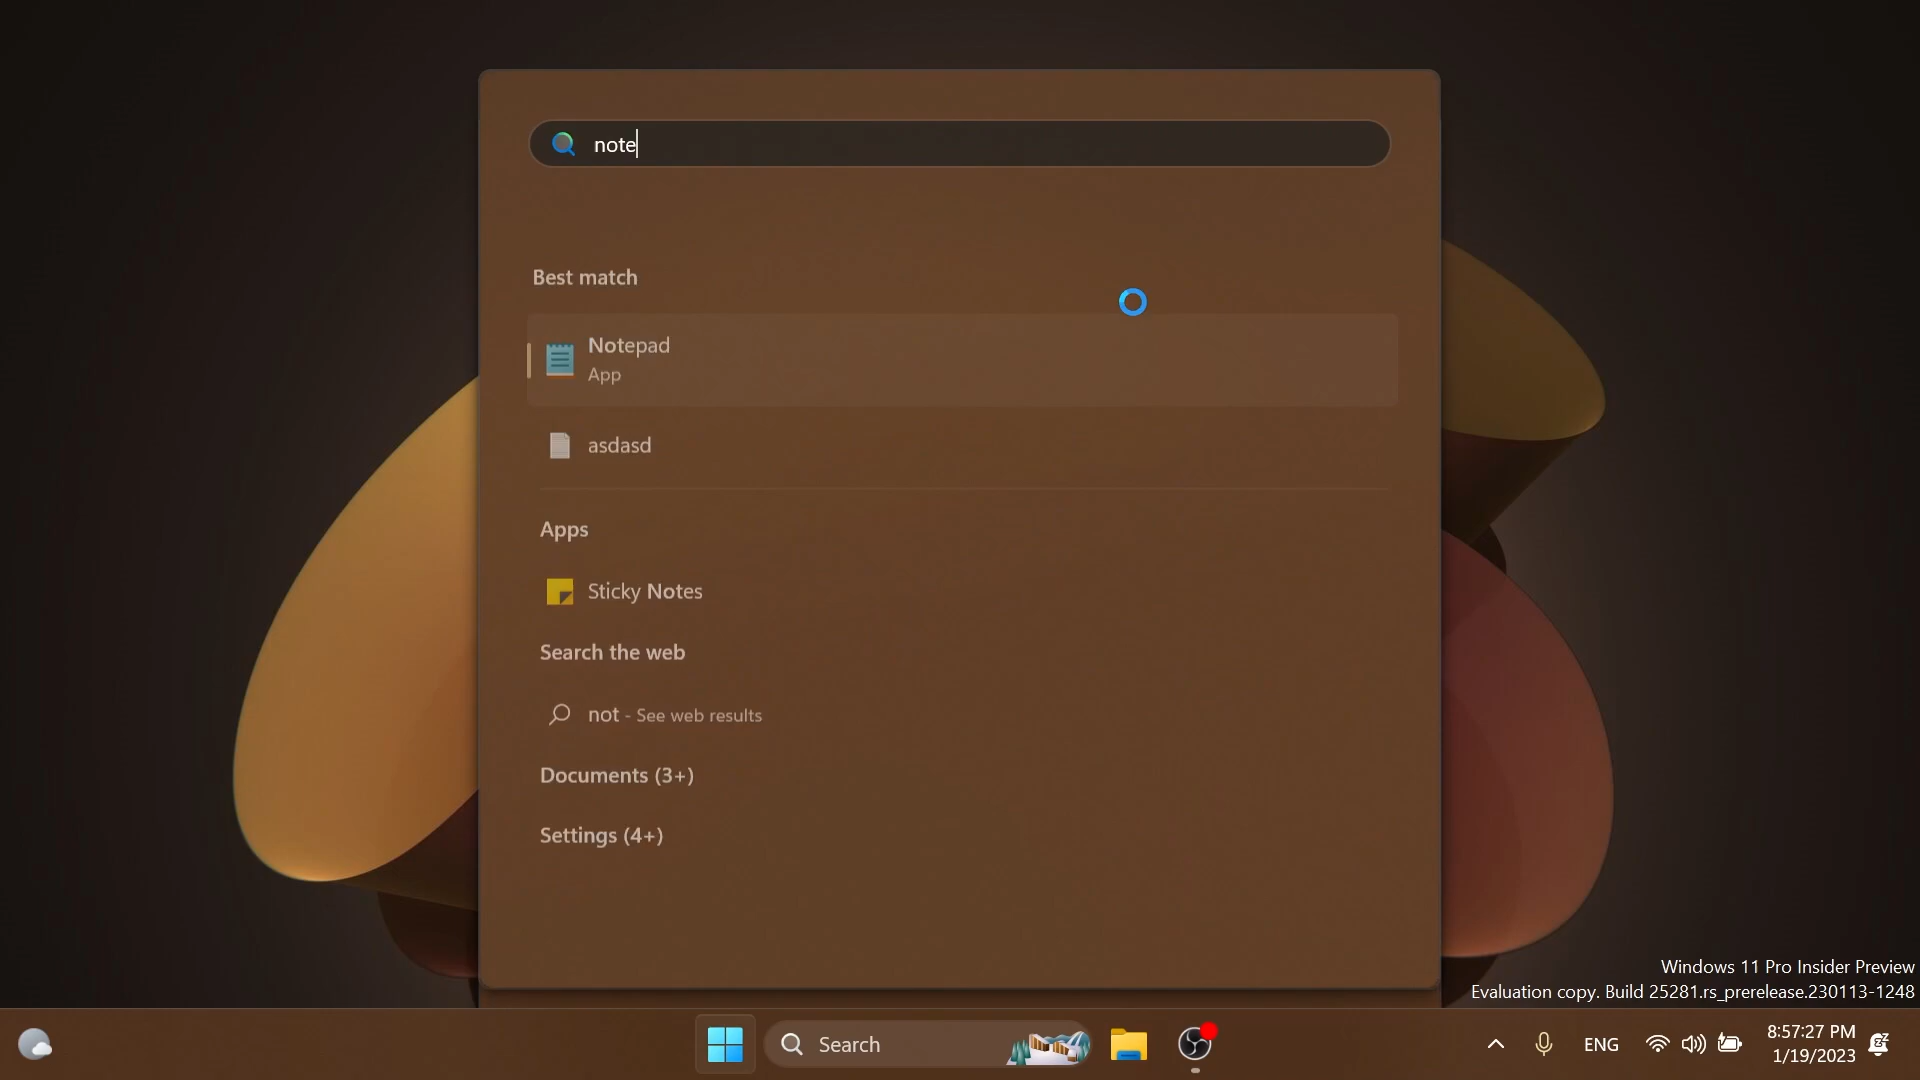 note
Best match
Notepad
App
asdasd
Apps
Sticky Notes
Search the web
not - See web results
Documents (3+)
Settings (4+)
Windows 11 Pro Insider Preview
Evaluation copy. Build 25281.rs_prerelease.230113-1248
Search
ENG
8:57:27 PM
1/19/2023